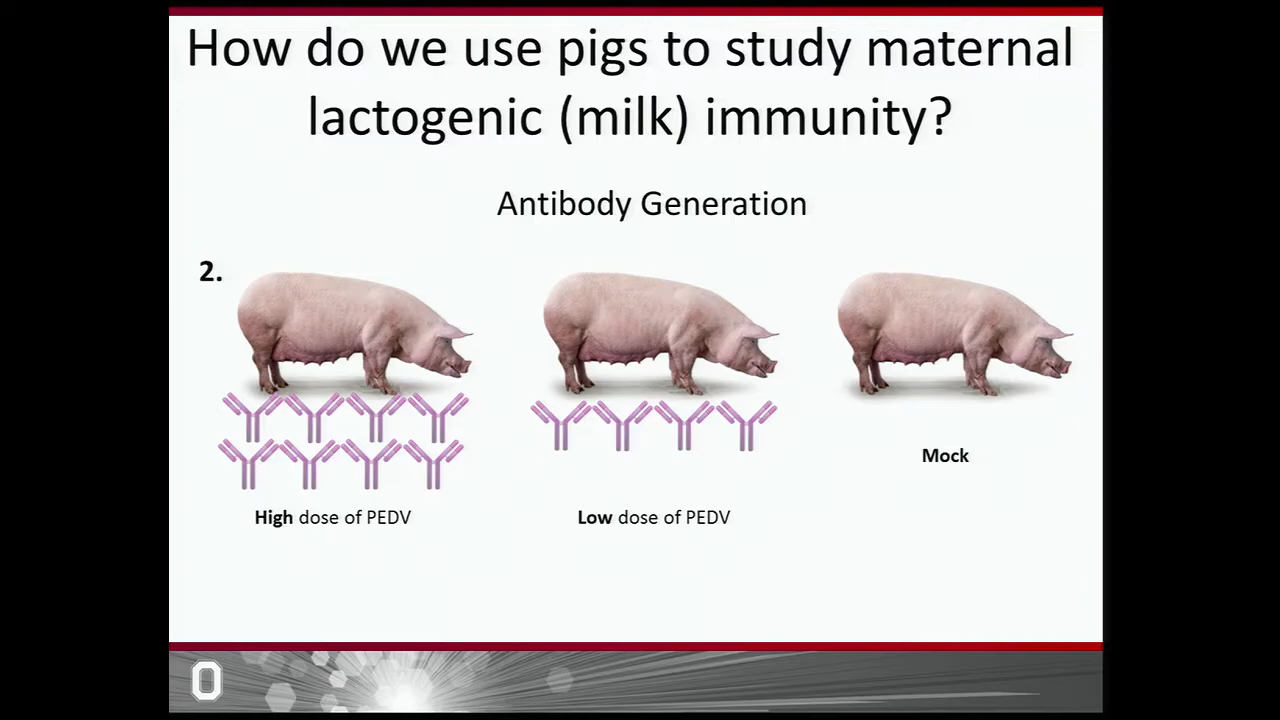 How do we use pigs to study maternal
lactogenic (milk) immunity?
Antibody Generation
2.
High dose of PEDV
Low dose of PEDV
Mock
O